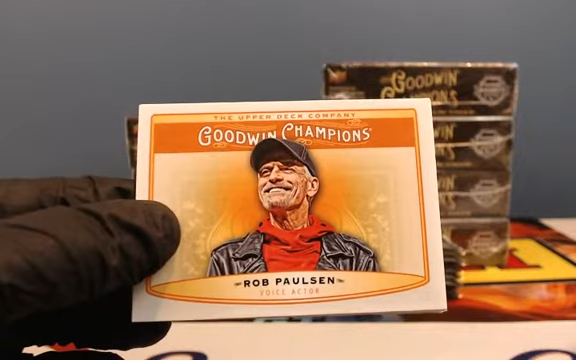 THE UPPER DECK COMPANY
GOODWIN CHAMPIONS
ROB PAULSEN
VOICE ACTOR
GOODWIN
CHAMPIONS